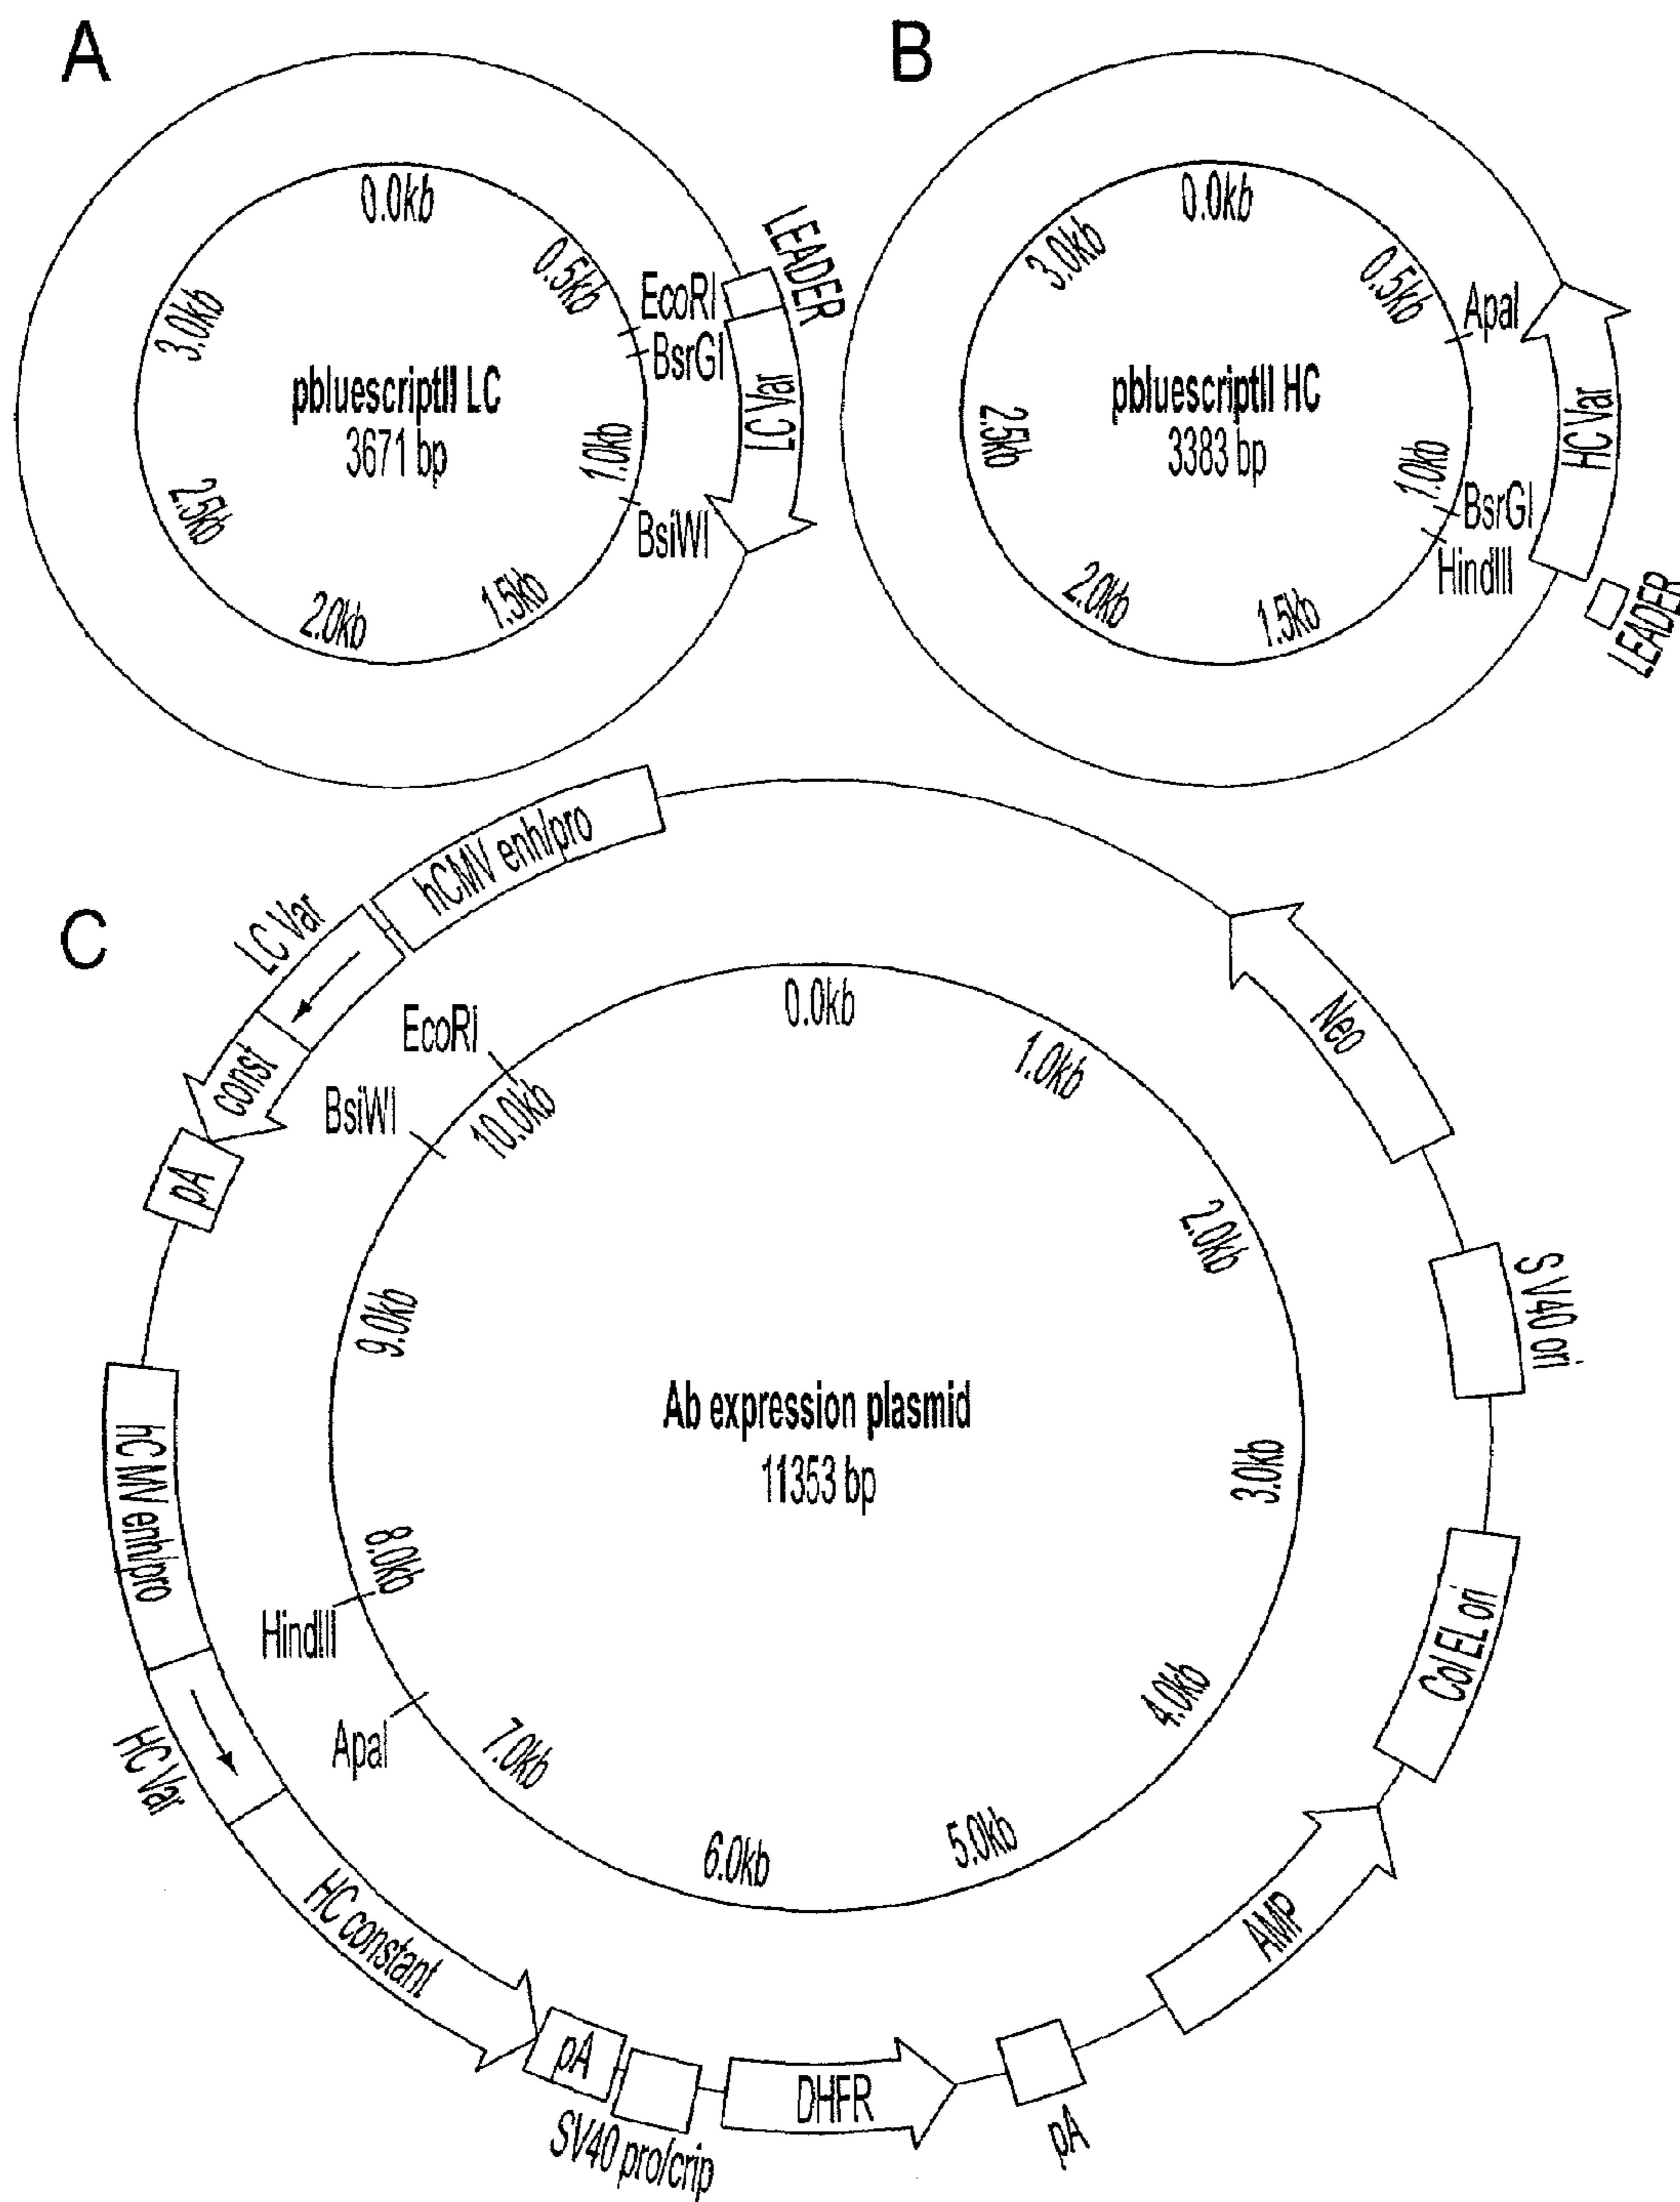 A
0.0kb
0.5kb
1.0kb
1.5kb
2.0kb
2.5kb
3.0kb
EcoRI
BsrGI
BsiWI
LEADER
LC Var
pbluescriptII LC
3671 bp
B
0.0kb
0.5kb
1.0kb
1.5kb
2.0kb
2.5kb
3.0kb
ApaI
BsrGI
HindIII
HC Var
LEADER
pbluescriptII HC
3383 bp
C
hCMV enh/pro
LC Var
const
pA
hCMV enh/pro
HC Var
HC constant
pA
SV40 pro/crip
DHFR
pA
AMP
Col EL ori
SV40 ori
Neo
EcoRI
BsiWI
HindIII
ApaI
0.0kb
1.0kb
2.0kb
3.0kb
4.0kb
5.0kb
6.0kb
7.0kb
8.0kb
9.0kb
10.0kb
Ab expression plasmid
11353 bp